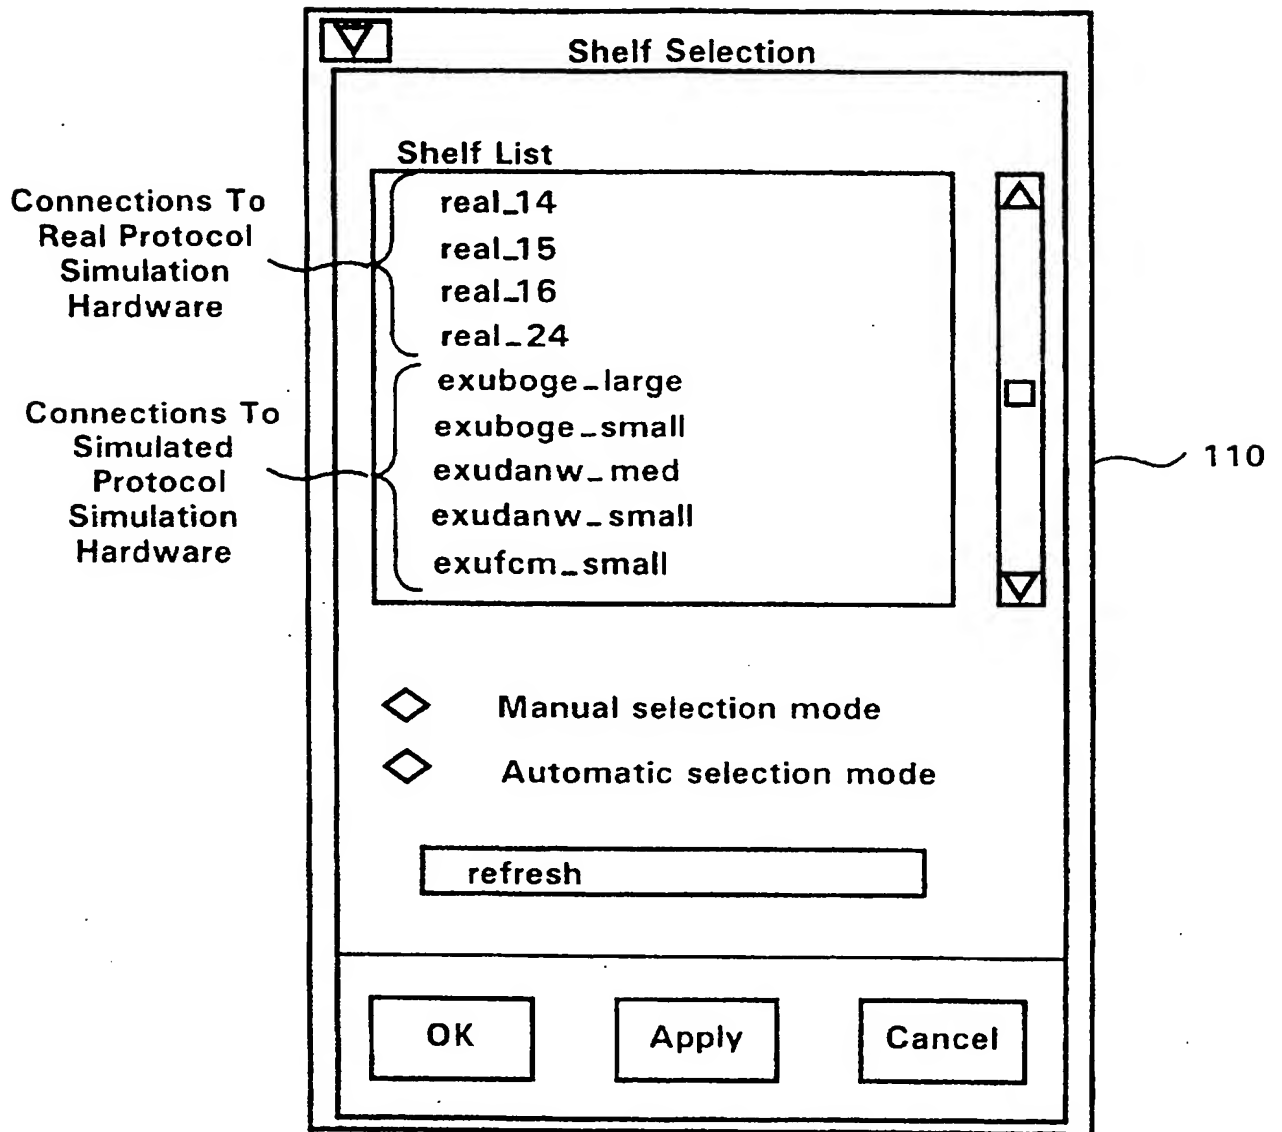 Shelf Selection
Shelf List
Connections To
Real Protocol
Simulation
Hardware
real_14
real_15
real_16
real_24
Connections To
Simulated
Protocol
Simulation
Hardware
exuboge_large
exuboge_small
exudanw_med
exudanw_small
exufcm_small
110
Manual selection mode
Automatic selection mode
refresh
OK
Apply
Cancel